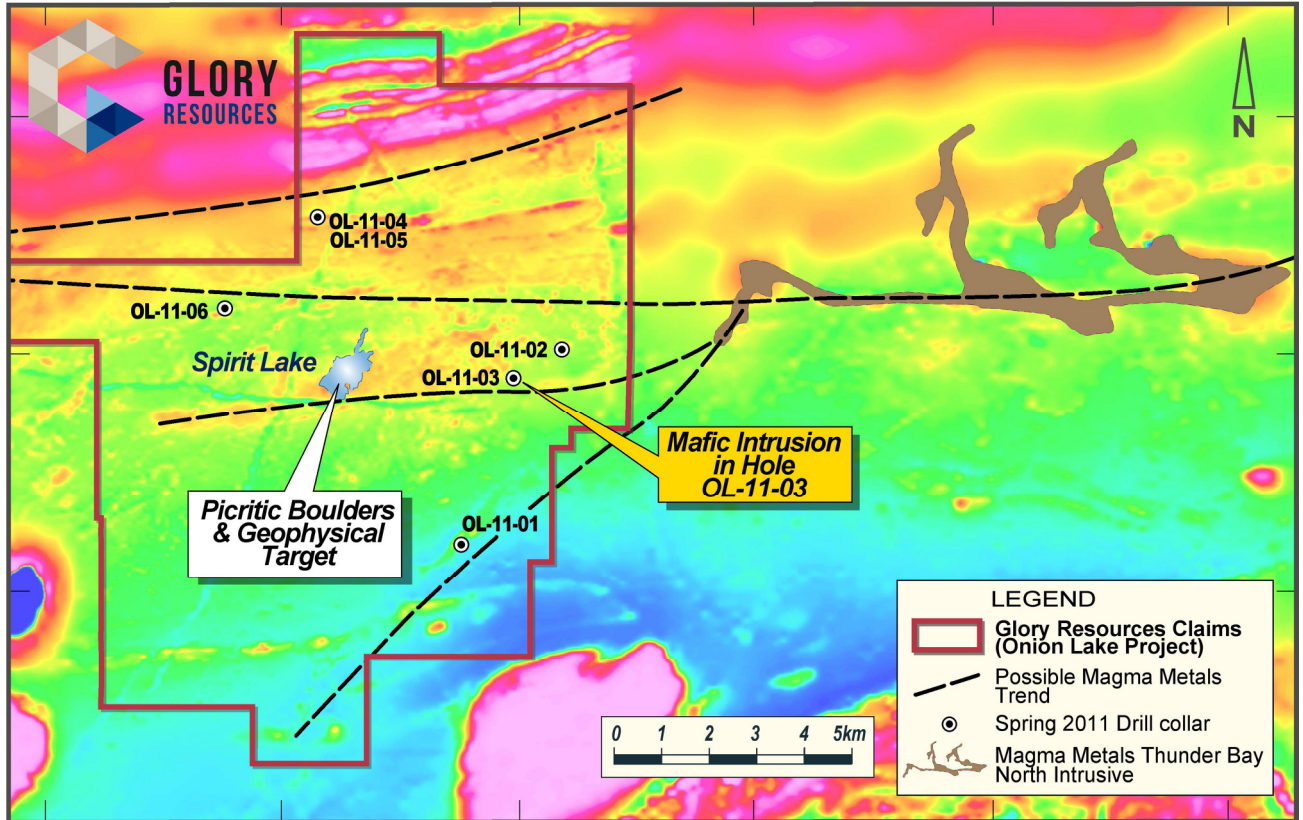 GLORY
RESOURCES
N
OL-11-04
OL-11-05
OL-11-06
OL-11-02
Spirit Lake
OL-11-03
Mafic Intrusion
in Hole
OL-11-03
Picritic Boulders
& Geophysical
Target
OL-11-01
LEGEND
Glory Resources Claims
(Onion Lake Project)
Possible Magma Metals
Trend
Spring 2011 Drill collar
Magma Metals Thunder Bay
North Intrusive
0 1 2 3 4 5km